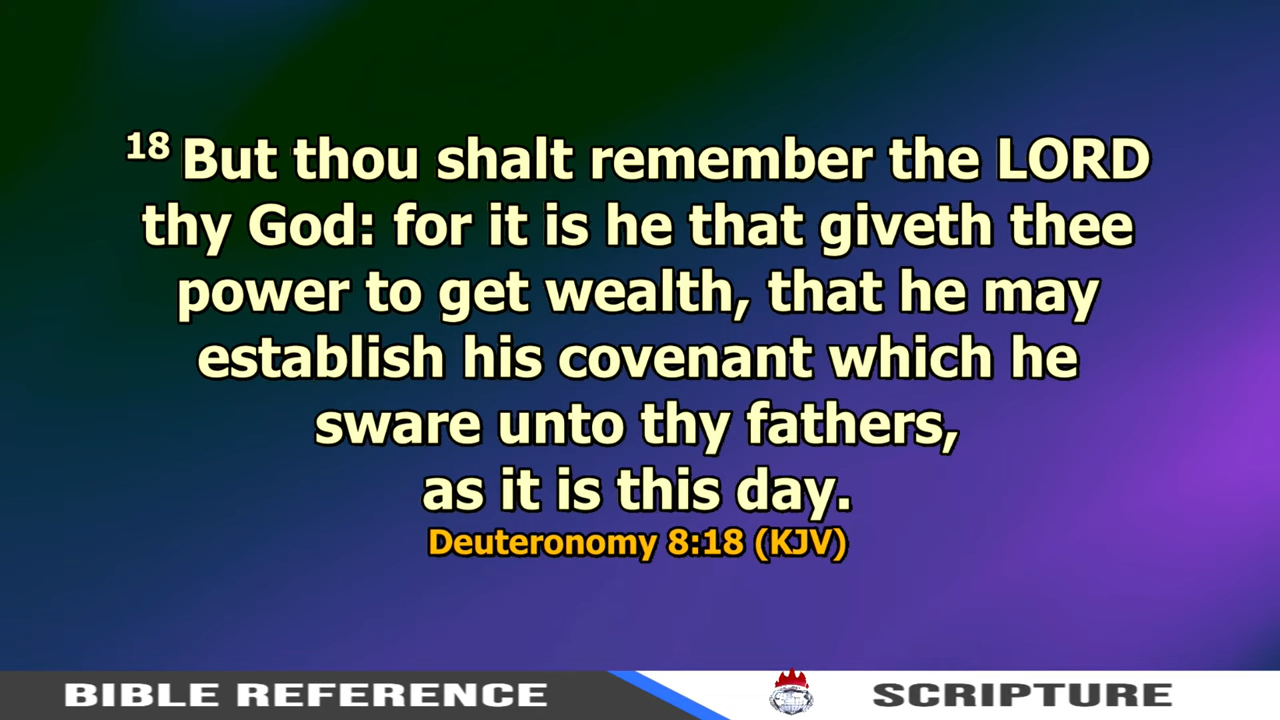 18 But thou shalt remember the LORD
thy God: for it is he that giveth thee
power to get wealth, that he may
establish his covenant which he
sware unto thy fathers,
as it is this day.
Deuteronomy 8:18 (KJV)
BIBLE REFERENCE
SCRIPTURE